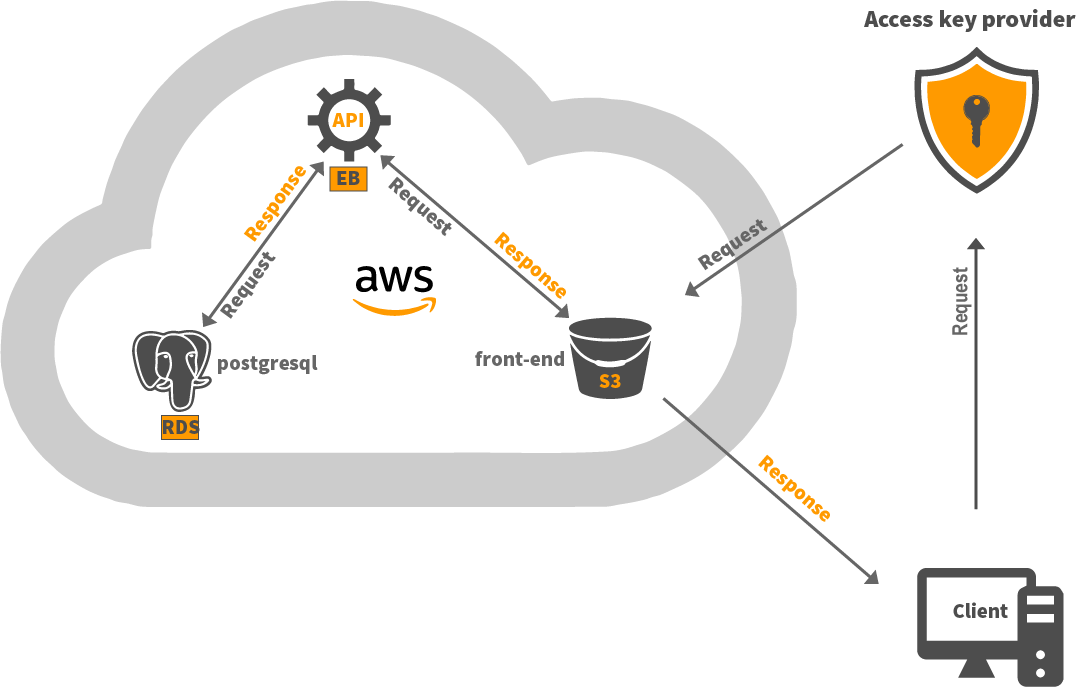 Access key provider
API
EB
Response
Request
Request
Response
aws
Request
Request
postgresql
RDS
front-end
S3
Response
Client